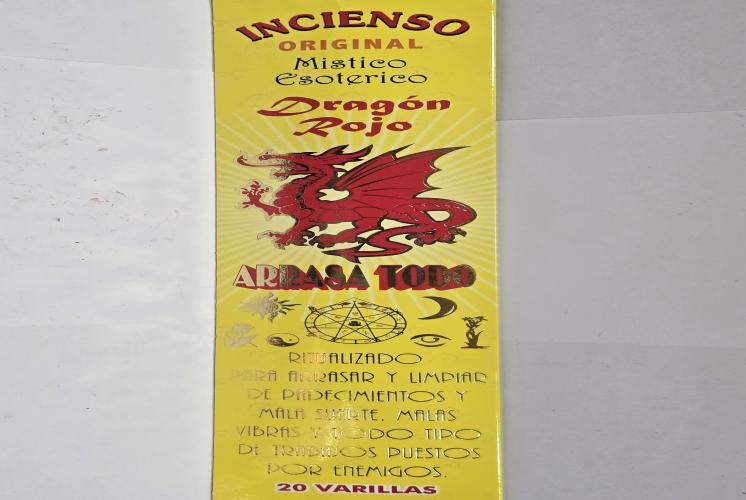 INCIENSO
ORIGINAL
Mistico
Esoterico
Dragón
Rojo
ARRASA TODO
RITUALIZADO
PARA ARRASAR Y LIMPIAR
DE PADECIMIENTOS Y
MALA SUERTE, MALAS
VIBRAS Y TODO TIPO
DE TRABAJOS PUESTOS
POR ENEMIGOS.
20 VARILLAS